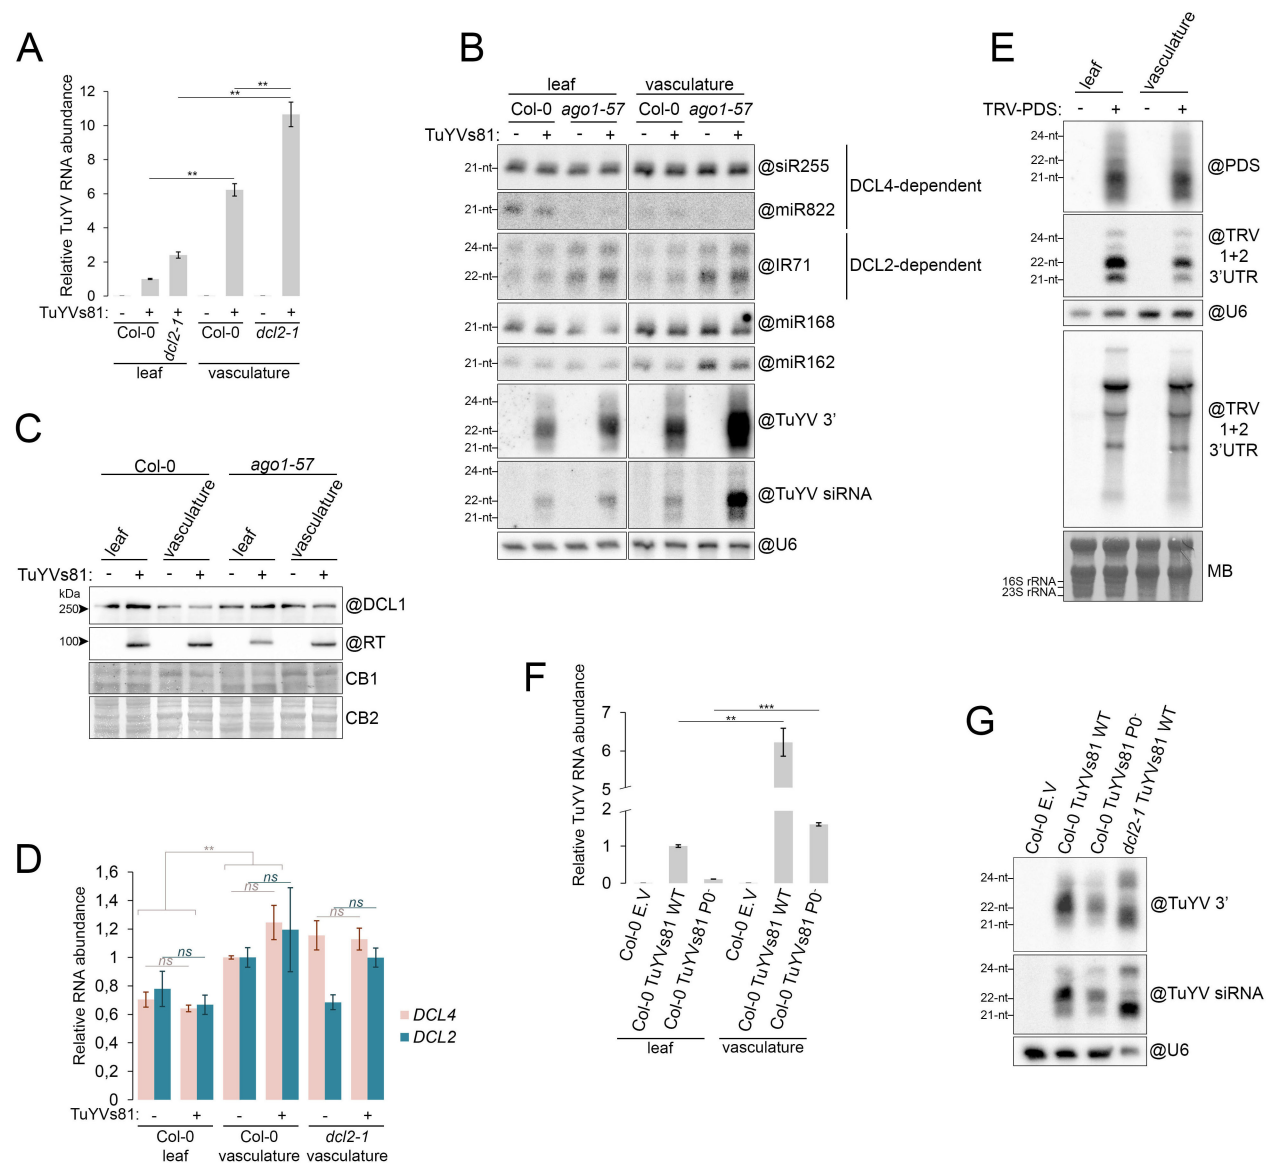 A
Relative TuYV RNA abundance
12
10
8
6
4
2
0
**
**
**
TuYVs81: - + + - + - +
Col-0 dcl2-1 Col-0 dcl2-1
leaf vasculature
B
leaf vasculature
Col-0 ago1-57 Col-0 ago1-57
TuYVs81: - + - + - + - +
21-nt @siR255
DCL4-dependent
21-nt @miR822
24-nt
@IR71 DCL2-dependent
22-nt
21-nt @miR168
21-nt @miR162
24-nt
@TuYV 3'
22-nt
21-nt
24-nt
@TuYV siRNA
22-nt
21-nt
@U6
C
Col-0 ago1-57
leaf vasculature leaf vasculature
TuYVs81: - + - + - + - +
kDa
250 @DCL1
100 @RT
CB1
CB2
D
Relative RNA abundance
1,6
1,4
1,2
1
0,8
0,6
0,4
0,2
0
**
ns
ns
ns
ns
ns
ns
DCL4
DCL2
TuYVs81: - + - + - +
Col-0 Col-0 dcl2-1
leaf vasculature vasculature
E
leaf vasculature
TRV-PDS: - + - +
24-nt
22-nt @PDS
21-nt
24-nt @TRV
1+2
22-nt
3'UTR
21-nt
@U6
@TRV
1+2
3'UTR
MB
16S rRNA
23S rRNA
F
Relative TuYV RNA abundance
7
6
5
2
1
0
***
**
Col-0 E.V
Col-0 TuYVs81 WT
Col-0 TuYVs81 P0-
Col-0 E.V
Col-0 TuYVs81 WT
Col-0 TuYVs81 P0-
leaf vasculature
G
Col-0 E.V
Col-0 TuYVs81 WT
Col-0 TuYVs81 P0-
dcl2-1 TuYVs81 WT
24-nt
@TuYV 3'
22-nt
21-nt
24-nt
@TuYV siRNA
22-nt
21-nt
@U6